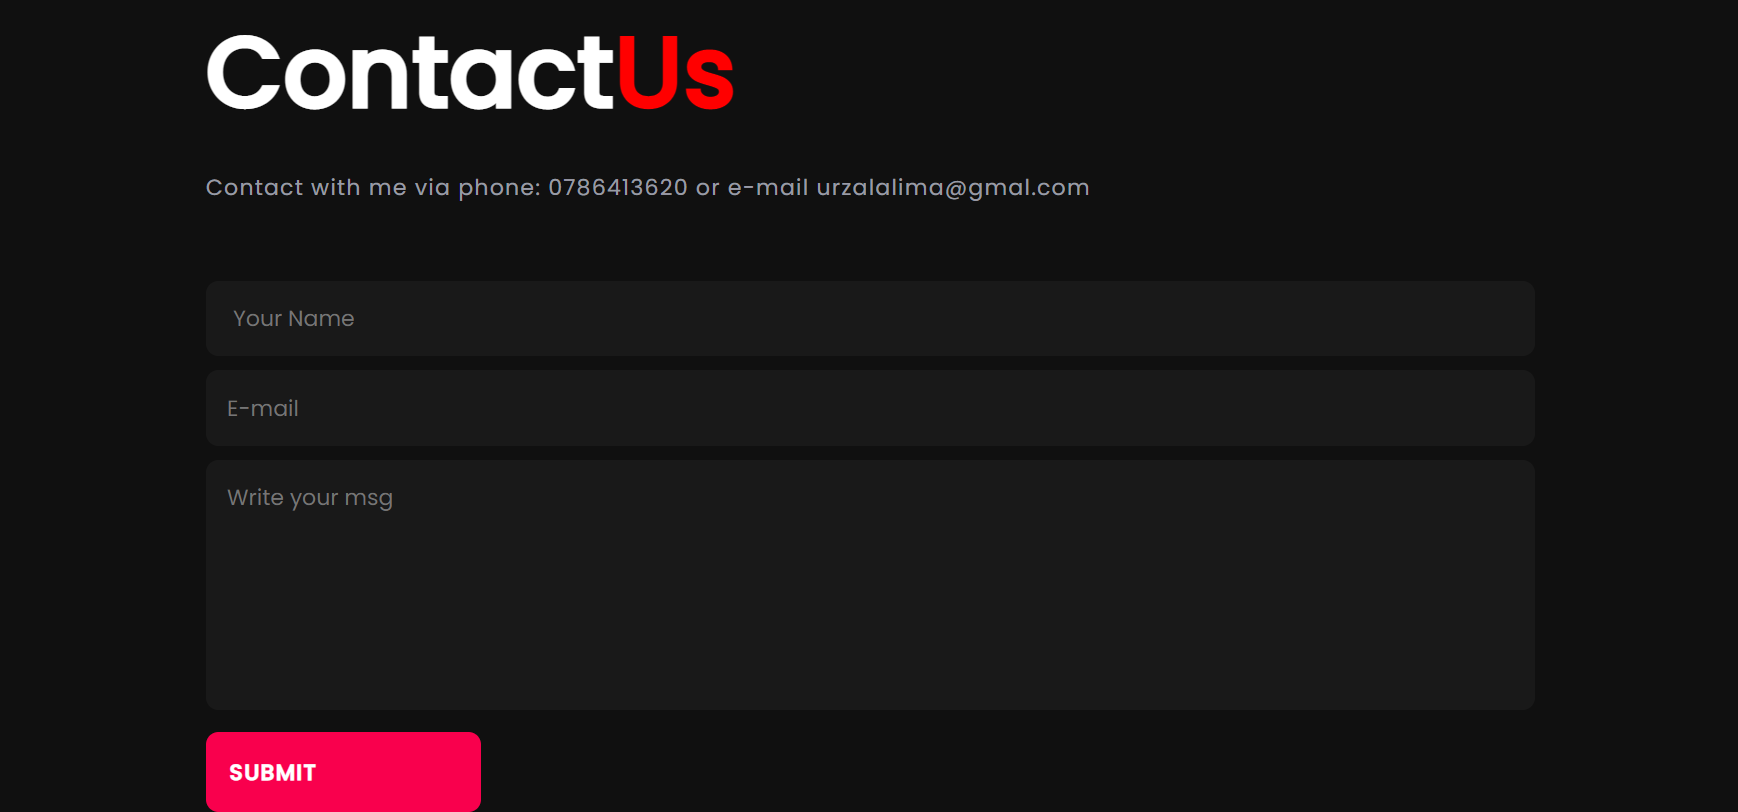 ContactUs
Contact with me via phone: 0786413620 or e-mail urzalalima@gmal.com
Your Name
E-mail
Write your msg
SUBMIT